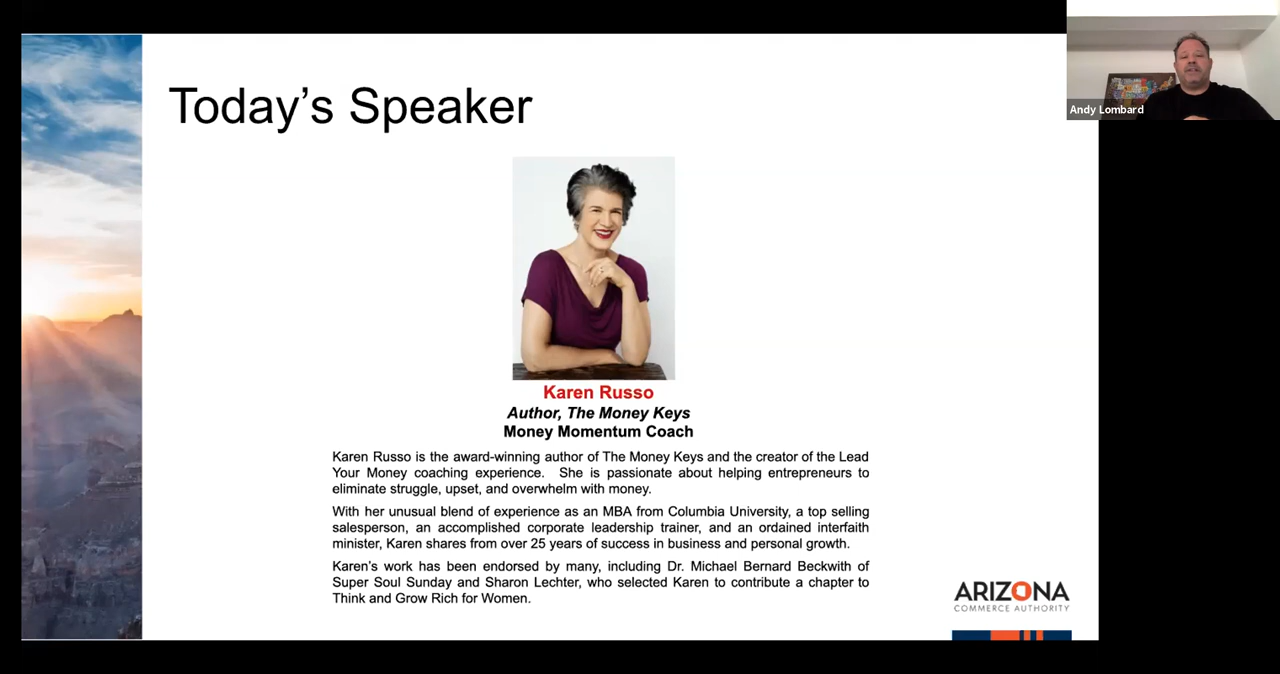 Today's Speaker
Andy Lombard
Karen Russo
Author, The Money Keys
Money Momentum Coach
Karen Russo is the award-winning author of The Money Keys and the creator of the Lead
Your Money coaching experience. She is passionate about helping entrepreneurs to
eliminate struggle, upset, and overwhelm with money.
With her unusual blend of experience as an MBA from Columbia University, a top selling
salesperson, an accomplished corporate leadership trainer, and an ordained interfaith
minister, Karen shares from over 25 years of success in business and personal growth.
Karen's work has been endorsed by many, including Dr. Michael Bernard Beckwith of
Super Soul Sunday and Sharon Lechter, who selected Karen to contribute a chapter to
Think and Grow Rich for Women.
ARIZONA
COMMERCE AUTHORITY